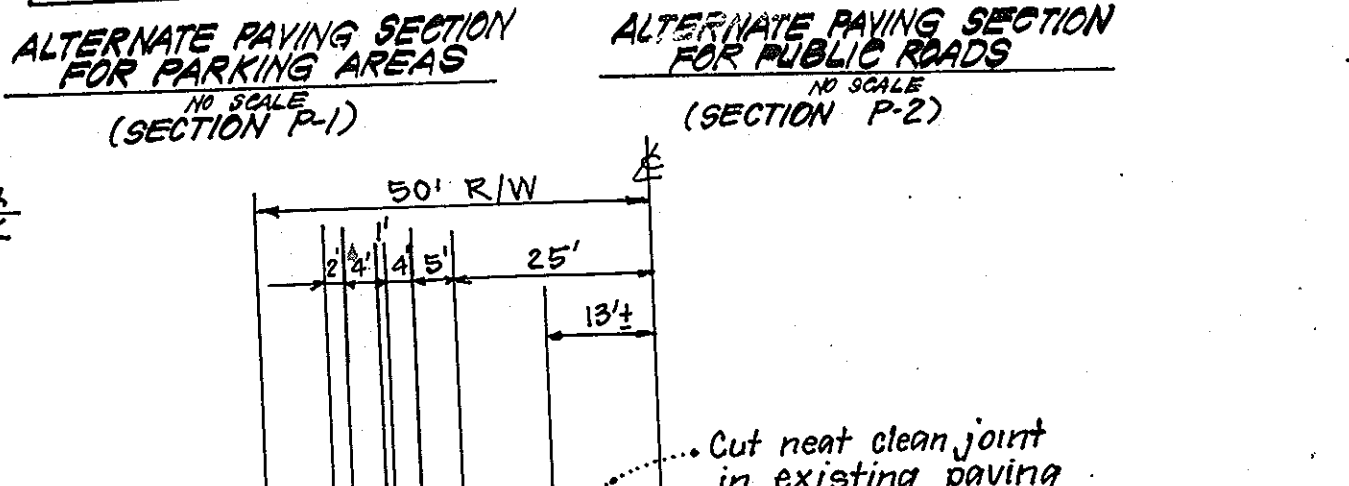 ALTERNATE PAVING SECTION
FOR PARKING AREAS
NO SCALE
(SECTION P-1)
ALTERNATE PAVING SECTION
FOR PUBLIC ROADS
NO SCALE
(SECTION P-2)
℄
50' R/W
1'
2' 4' 4' 5' 25'
13'±
Cut neat clean joint
in existing paving